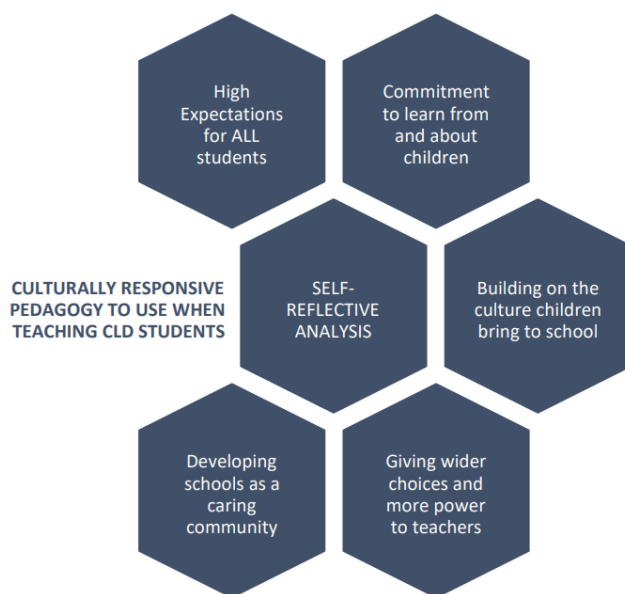 High
Expectations
for ALL
students
Commitment
to learn from
and about
children
CULTURALLY RESPONSIVE
PEDAGOGY TO USE WHEN
TEACHING CLD STUDENTS
SELF-
REFLECTIVE
ANALYSIS
Building on the
culture children
bring to school
Developing
schools as a
caring
community
Giving wider
choices and
more power
to teachers